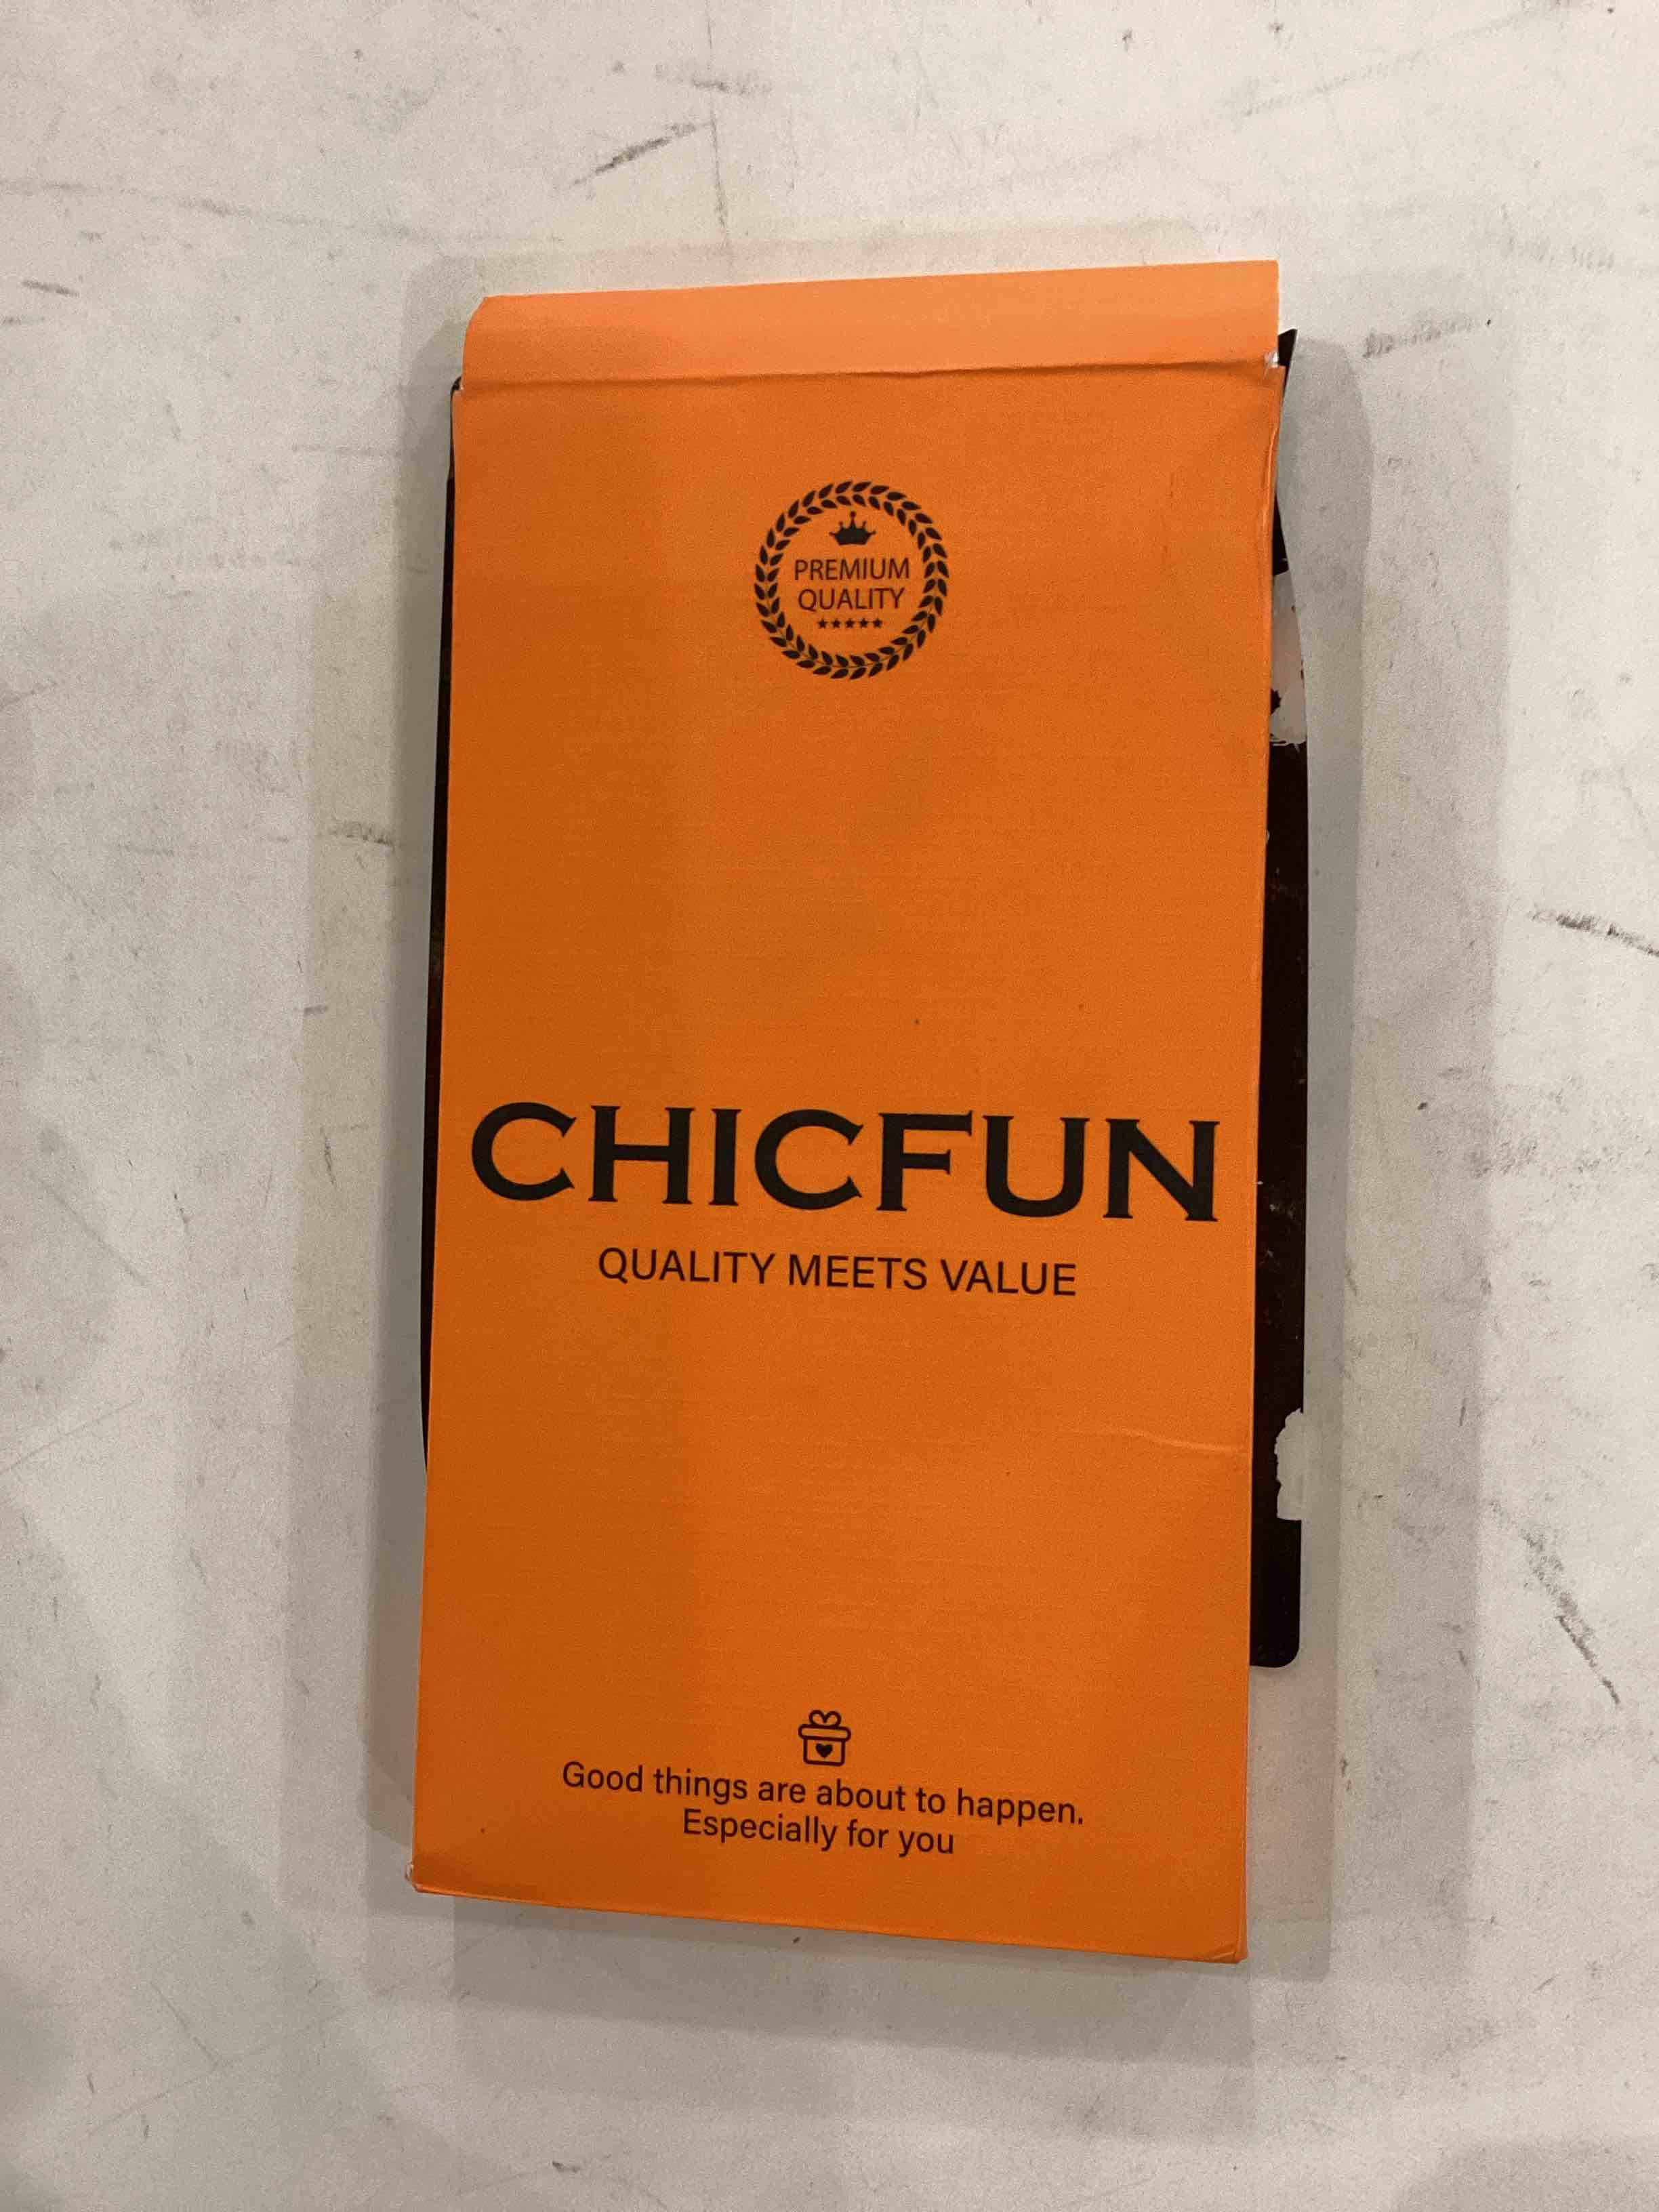 PREMIUM
QUALITY
★★★★★
CHICFUN
QUALITY MEETS VALUE
Good things are about to happen.
Especially for you